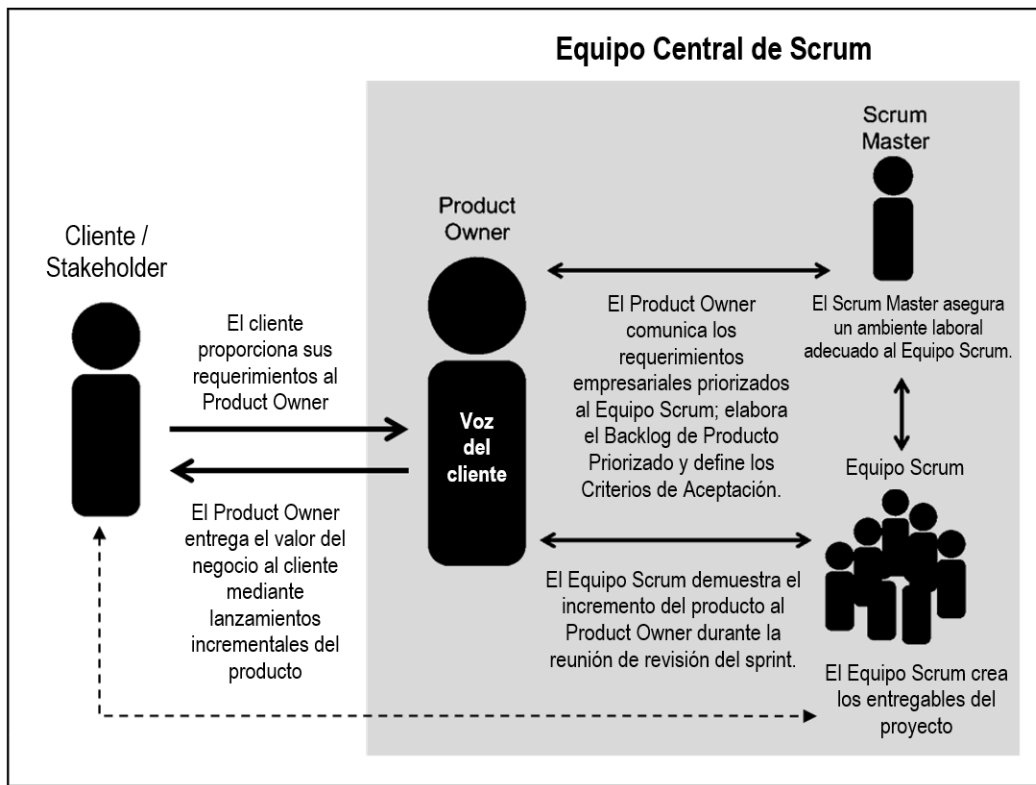 Equipo Central de Scrum
Cliente /
Stakeholder
El cliente
proporciona sus
requerimientos al
Product Owner
El Product Owner
entrega el valor del
negocio al cliente
mediante
lanzamientos
incrementales del
producto
Product
Owner
Voz
del
cliente
El Product Owner
comunica los
requerimientos
empresariales priorizados
al Equipo Scrum; elabora
el Backlog de Producto
Priorizado y define los
Criterios de Aceptación.
El Equipo Scrum demuestra el
incremento del producto al
Product Owner durante la
reunión de revisión del sprint.
Scrum
Master
El Scrum Master asegura
un ambiente laboral
adecuado al Equipo Scrum.
Equipo Scrum
El Equipo Scrum crea
los entregables del
proyecto